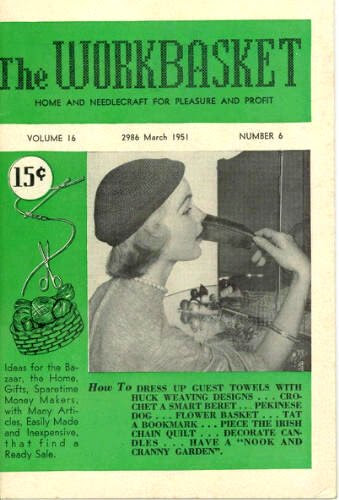 The WORKBASKET
HOME AND NEEDLECRAFT FOR PLEASURE AND PROFIT
VOLUME 16 2986 March 1951 NUMBER 6
15¢
Ideas for the Ba-
zaar, the Home,
Gifts, Sparetime
Money Makers,
with Many Arti-
cles, Easily Made
and Inexpensive,
that find a
Ready Sale.
How To DRESS UP GUEST TOWELS WITH
HUCK WEAVING DESIGNS . . . CRO-
CHET A SMART BERET . . PEKINESE
DOG . . . FLOWER BASKET . . . TAT
A BOOKMARK . . . PIECE THE IRISH
CHAIN QUILT . . . DECORATE CAN-
DLES . . . HAVE A "NOOK AND
CRANNY GARDEN".